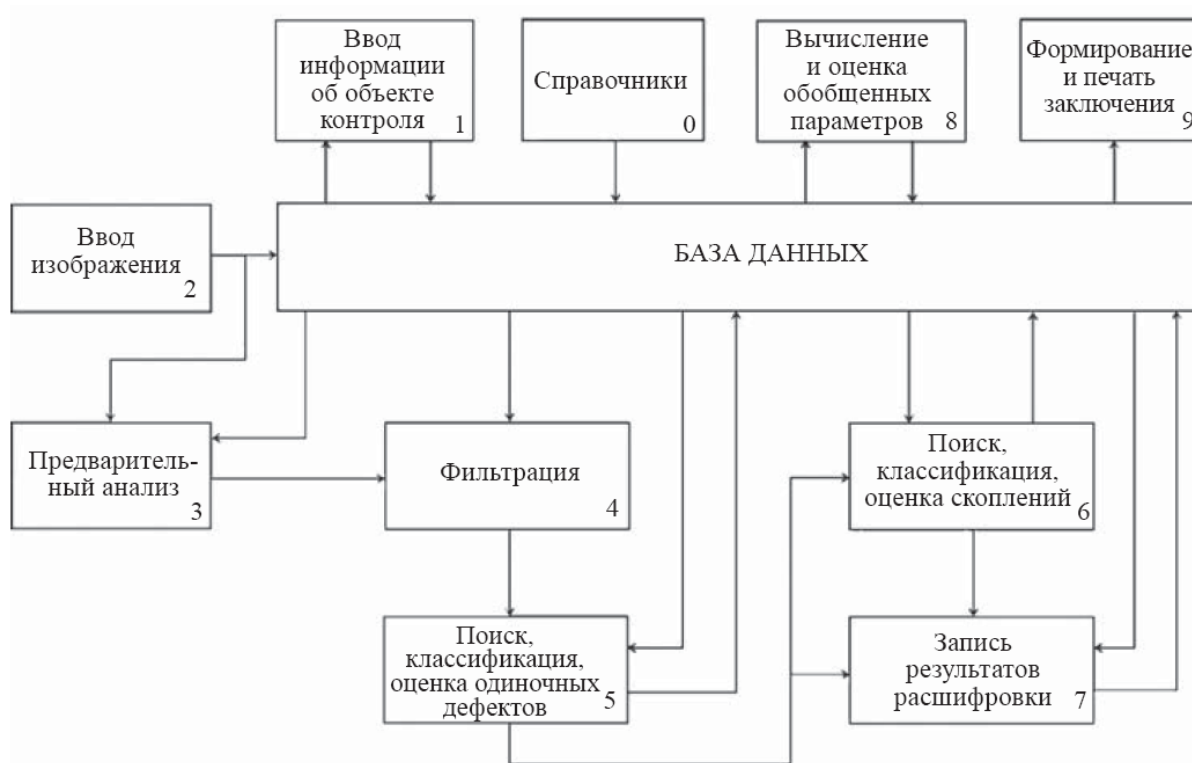 Ввод
информации
об объекте
контроля
1
Справочники
0
Вычисление
и оценка
обобщенных
параметров
8
Формирование
и печать
заключения
9
Ввод
изображения
2
БАЗА ДАННЫХ
Предваритель-
ный анализ
3
Фильтрация
4
Поиск,
классификация,
оценка скоплений
6
Поиск,
классификация,
оценка одиночных
дефектов
5
Запись
результатов
расшифровки
7